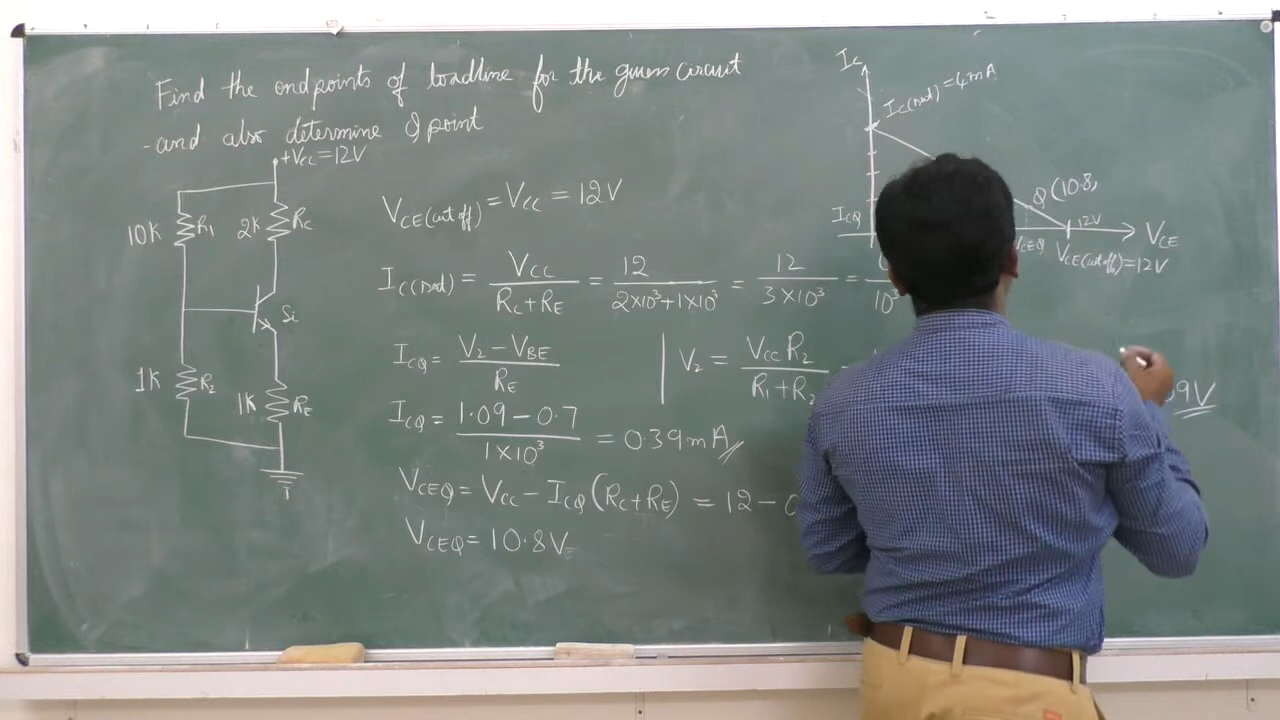 Find the endpoints of loadline for the given circuit
and also determine Q point
+VCC = 12V
10K R1 2K RC
Si
1K R2 1K RE
VCE(cut off) = VCC = 12V
IC(sat) = VCC / (RC + RE) = 12 / (2×10³ + 1×10³) = 12 / (3×10³) =
ICQ = (V2 − VBE) / RE
V2 = VCC R2 / (R1 + R2)
9V
ICQ = (1.09 − 0.7) / (1×10³) = 0.39mA
VCEQ = VCC − ICQ (RC + RE) = 12 −
VCEQ = 10.8V
IC
IC(sat) = 4mA
Q (10.8,
ICQ
12V
VCE
VCEQ VCE(cut off) = 12V